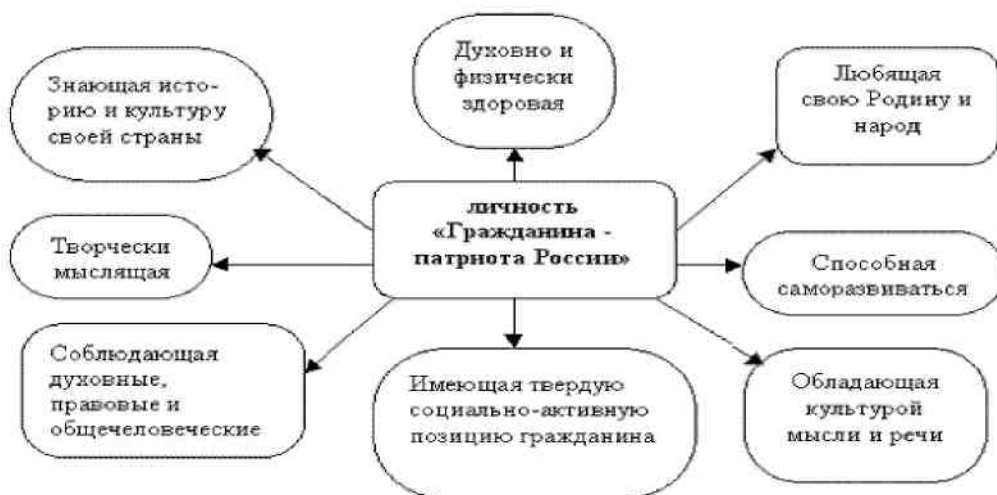 Знающая исто-
рию и культуру
своей страны
Духовно и
физически
здоровая
Любящая
свою Родину и
народ
личность
«Гражданина -
патриота России»
Творчески
мыслящая
Способная
саморазвиваться
Соблюдающая
духовные,
правовые и
общечеловеческие
Имеющая твердую
социально-активную
позицию гражданина
Обладающая
культурой
мысли и речи